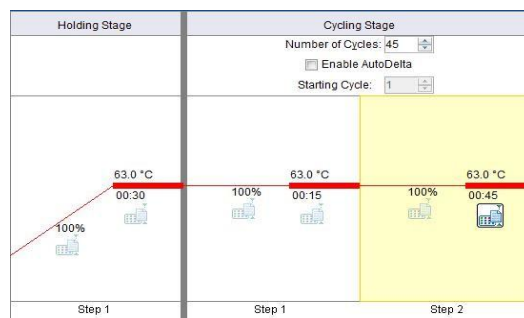 Holding Stage Cycling Stage
Number of Cycles: 45
Enable AutoDelta
Starting Cycle: 1
63.0 °C 63.0 °C 63.0 °C
100% 00:30 100% 00:15 100% 00:45
Step 1 Step 1 Step 2